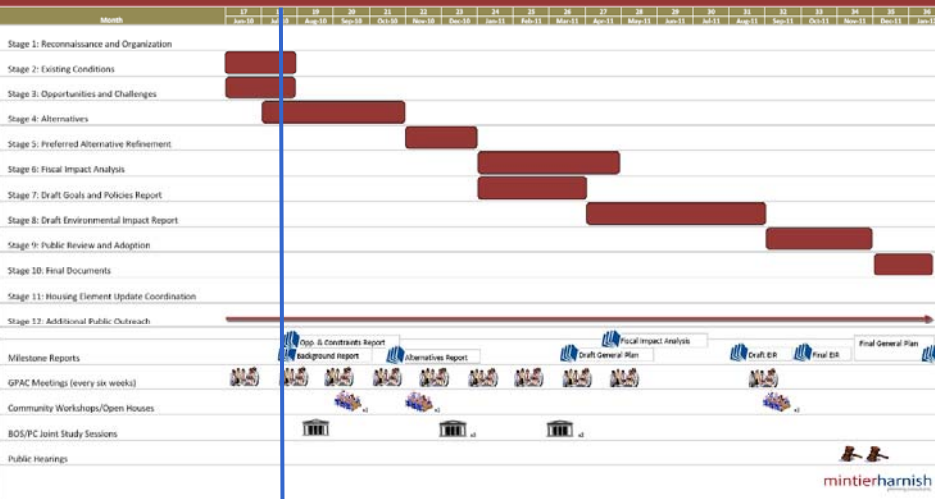 Month
17 18 19 20 21 22 23 24 25 26 27 28 29 30 31 32 33 34 35 36
Jun-10 Jul-10 Aug-10 Sep-10 Oct-10 Nov-10 Dec-10 Jan-11 Feb-11 Mar-11 Apr-11 May-11 Jun-11 Jul-11 Aug-11 Sep-11 Oct-11 Nov-11 Dec-11
Stage 1: Reconnaissance and Organization
Stage 2: Existing Conditions
Stage 3: Opportunities and Challenges
Stage 4: Alternatives
Stage 5: Preferred Alternative Refinement
Stage 6: Fiscal Impact Analysis
Stage 7: Draft Goals and Policies Report
Stage 8: Draft Environmental Impact Report
Stage 9: Public Review and Adoption
Stage 10: Final Documents
Stage 11: Housing Element Update Coordination
Stage 12: Additional Public Outreach
Opp. & Constraints Report Fiscal Impact Analysis Final General Plan
Milestone Reports Background Report Alternatives Report Draft General Plan Draft EIR Final EIR
GPAC Meetings (every six weeks)
Community Workshops/Open Houses
BOS/PC Joint Study Sessions
Public Hearings
mintierharnish